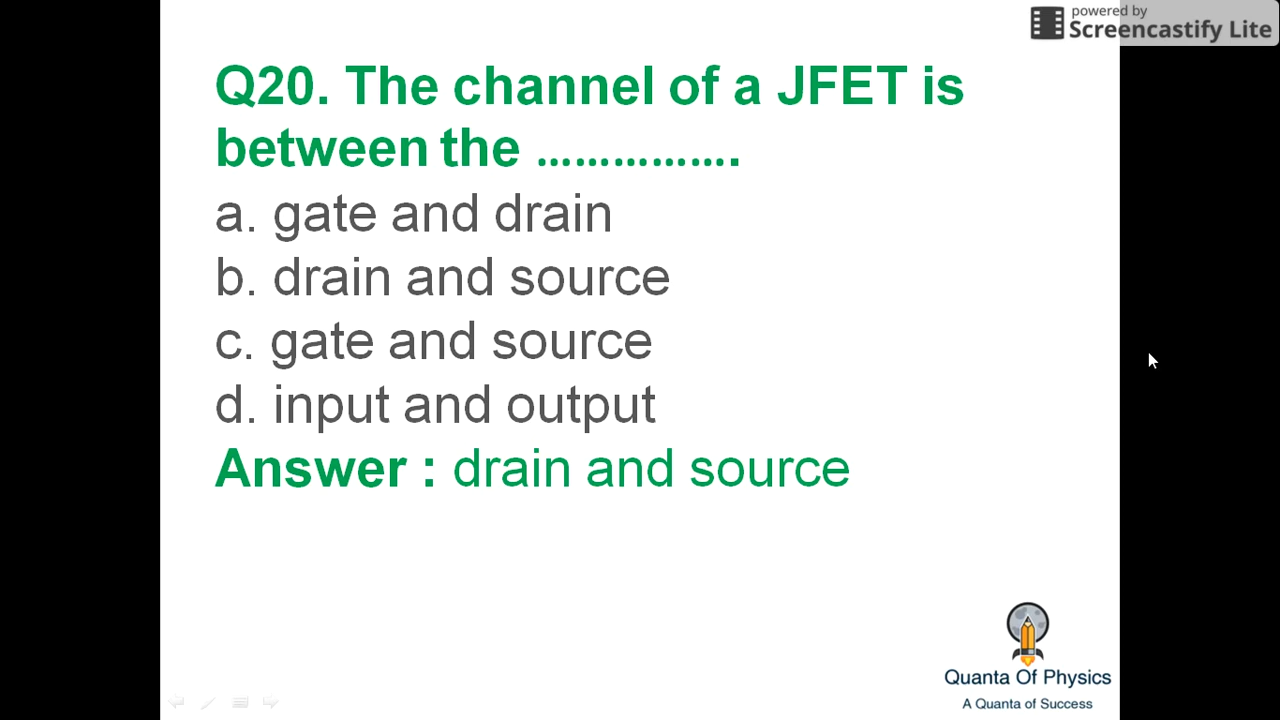 powered by
Screencastify Lite
Q20. The channel of a JFET is
between the …………….
a. gate and drain
b. drain and source
c. gate and source
d. input and output
Answer : drain and source
Quanta Of Physics
A Quanta of Success